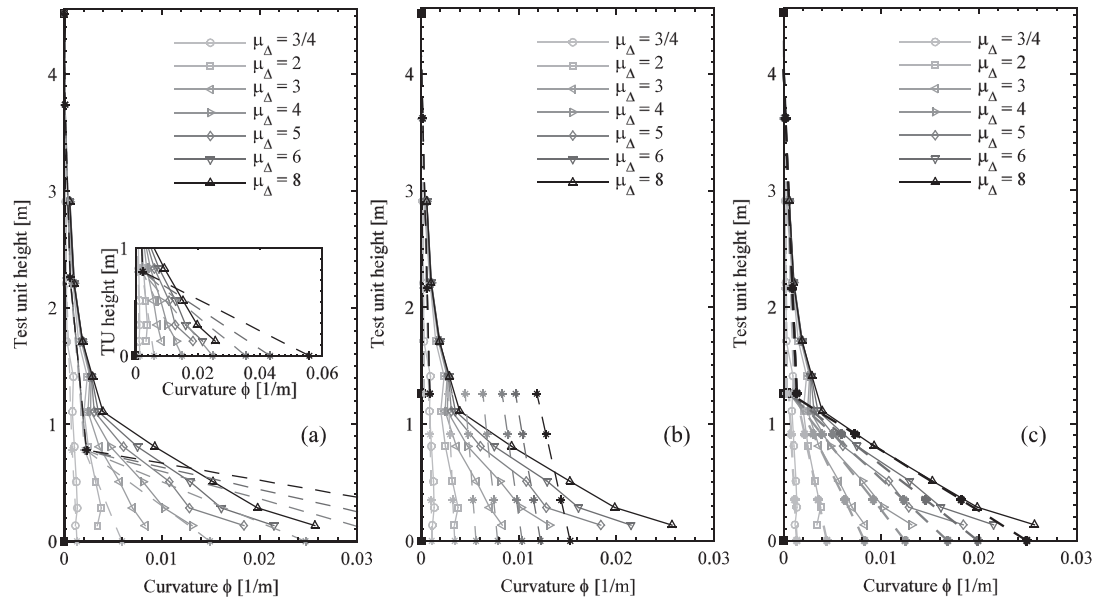 μΔ = 3/4
μΔ = 2
μΔ = 3
μΔ = 4
μΔ = 5
μΔ = 6
μΔ = 8
4
3
2
1
0
Test unit height [m]
1
0
TU height [m]
0
0.02
0.04
0.06
Curvature ϕ [1/m]
(a)
0
0.01
0.02
0.03
Curvature ϕ [1/m]
μΔ = 3/4
μΔ = 2
μΔ = 3
μΔ = 4
μΔ = 5
μΔ = 6
μΔ = 8
4
3
2
1
0
Test unit height [m]
(b)
0
0.01
0.02
0.03
Curvature ϕ [1/m]
μΔ = 3/4
μΔ = 2
μΔ = 3
μΔ = 4
μΔ = 5
μΔ = 6
μΔ = 8
4
3
2
1
0
Test unit height [m]
(c)
0
0.01
0.02
0.03
Curvature ϕ [1/m]